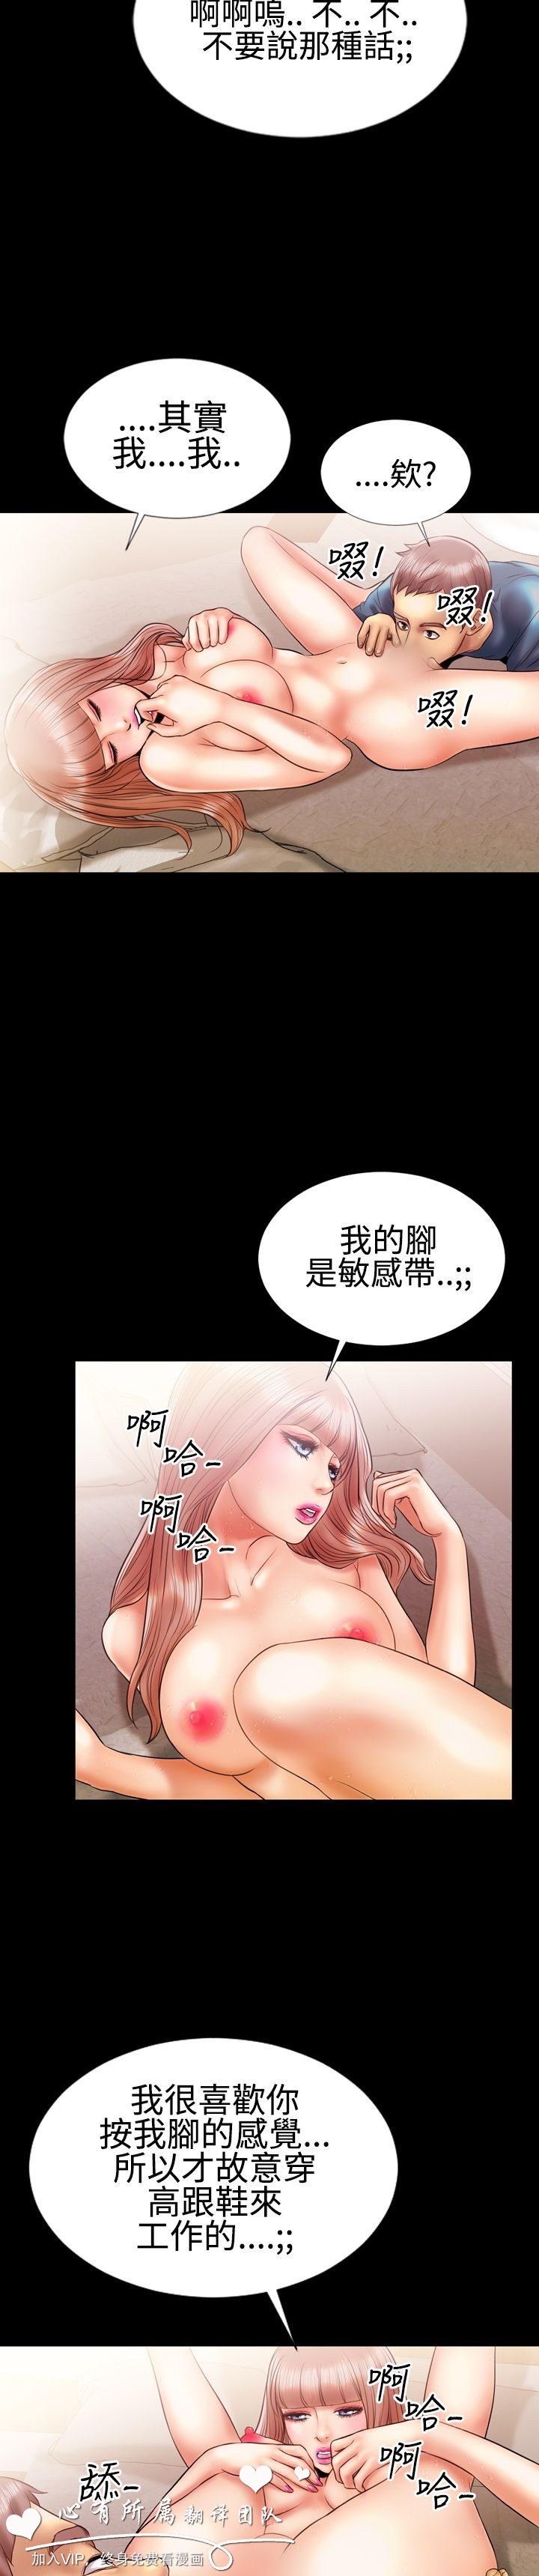 啊啊嗚.. 不.. 不..
不要說那種話;;
....其實
我....我..
....欸?
啜!
啜!
啜!
我的腳
是敏感帶..;;
啊
哈-
啊
哈-
我很喜歡你
按我腳的感覺...
所以才故意穿
高跟鞋來
工作的....;;
啊
哈-
啊
哈-
舔-
心有所属翻译团队
加入VIP，终身免费看漫画